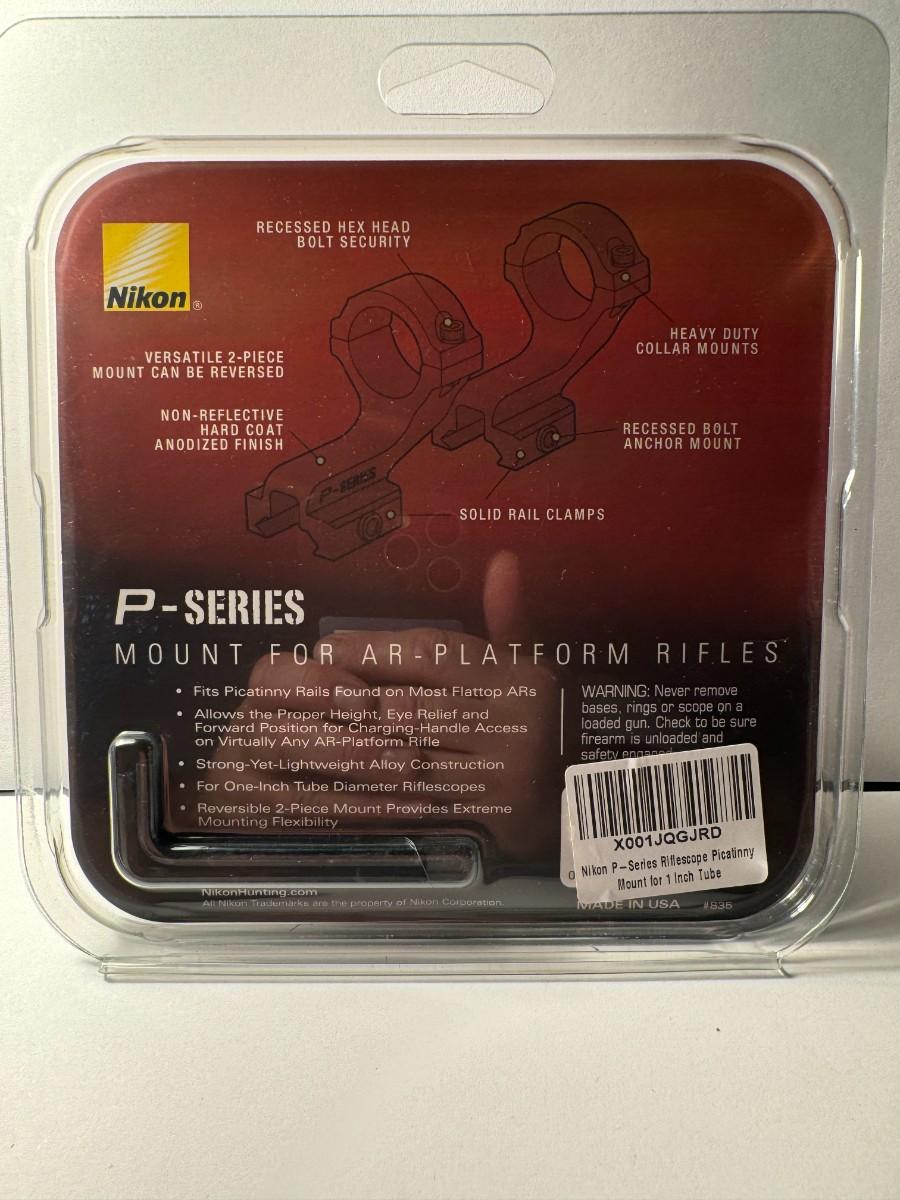 RECESSED HEX HEAD
BOLT SECURITY
Nikon®
HEAVY DUTY
COLLAR MOUNTS
VERSATILE 2-PIECE
MOUNT CAN BE REVERSED
NON-REFLECTIVE
HARD COAT
ANODIZED FINISH
RECESSED BOLT
ANCHOR MOUNT
P-SERIES
SOLID RAIL CLAMPS
P-SERIES
MOUNT FOR AR-PLATFORM RIFLES
• Fits Picatinny Rails Found on Most Flattop ARs
• Allows the Proper Height, Eye Relief and
Forward Position for Charging-Handle Access
on Virtually Any AR-Platform Rifle
• Strong-Yet-Lightweight Alloy Construction
• For One-Inch Tube Diameter Riflescopes
• Reversible 2-Piece Mount Provides Extreme
Mounting Flexibility
WARNING: Never remove
bases, rings or scope on a
loaded gun. Check to be sure
firearm is unloaded and
safety engaged
X001JQGJRD
Nikon P-Series Riflescope Picatinny
Mount for 1 Inch Tube
NikonHunting.com
All Nikon Trademarks are the property of Nikon Corporation.
MADE IN USA #835